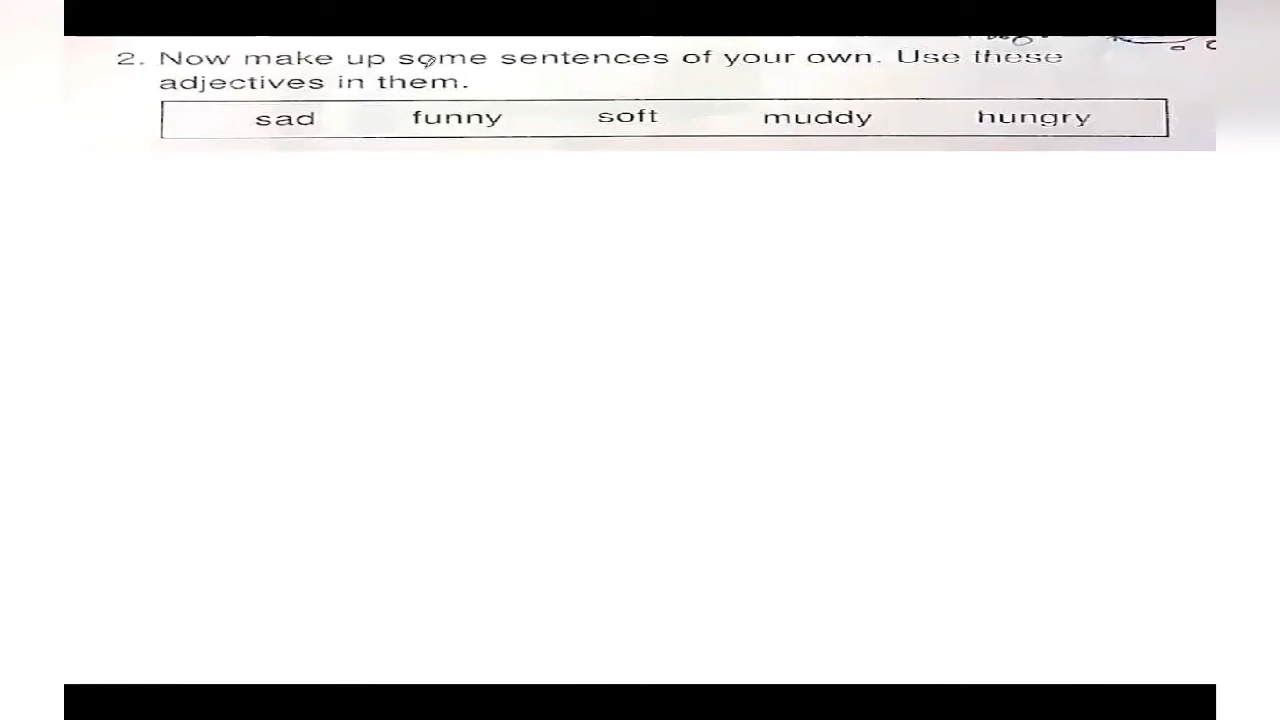 2. Now make up some sentences of your own. Use these
adjectives in them.
sad funny soft muddy hungry